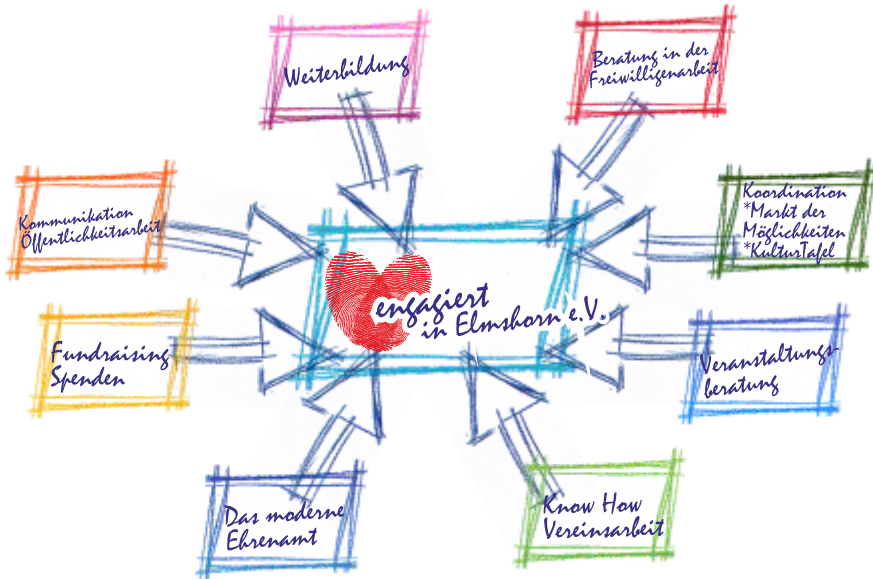 Weiterbildung
Beratung in der
Freiwilligenarbeit
Kommunikation
Öffentlichkeitsarbeit
Koordination
*Markt der
Möglichkeiten
*KulturTafel
engagiert
in Elmshorn e.V.
Fundraising
Spenden
Veranstaltungs-
beratung
Das moderne
Ehrenamt
Know How
Vereinsarbeit